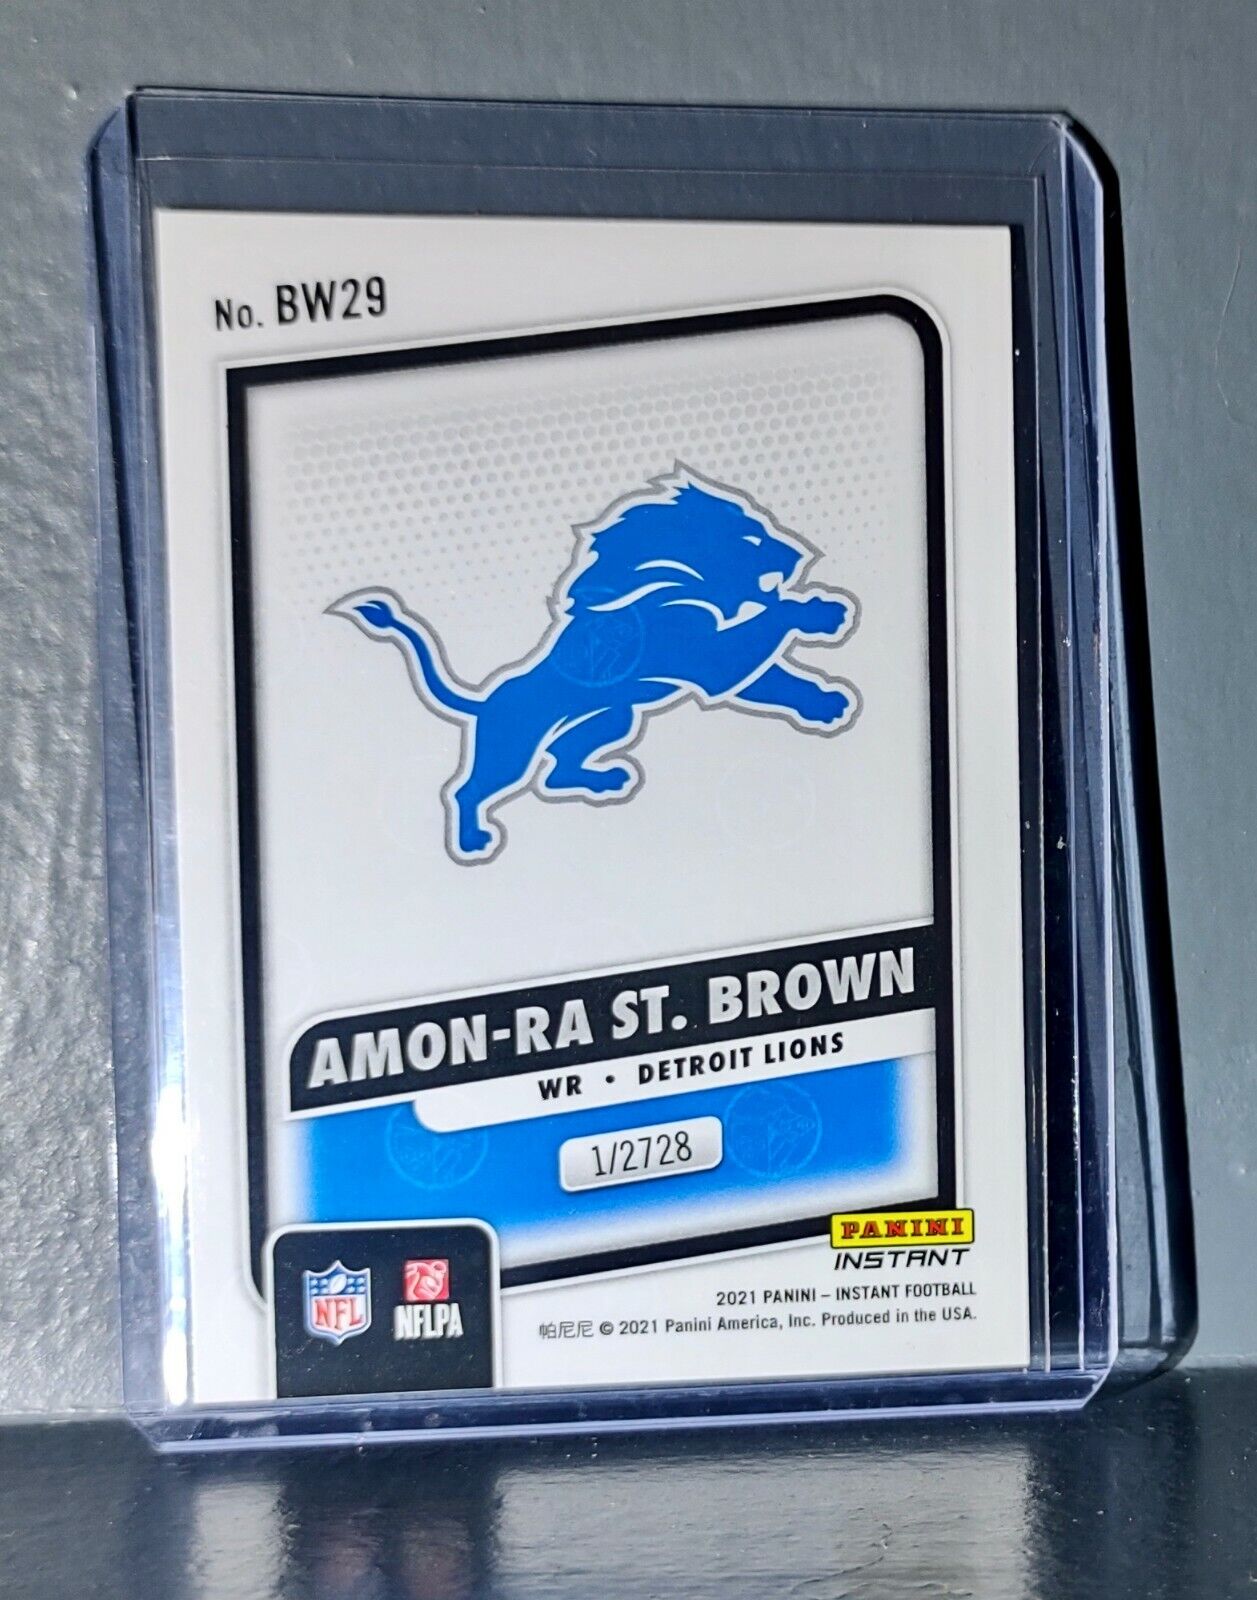 No. BW29
AMON-RA ST. BROWN
WR • DETROIT LIONS
1/2728
PANINI
INSTANT
NFL
NFLPA
2021 PANINI – INSTANT FOOTBALL
帕尼尼 © 2021 Panini America, Inc. Produced in the USA.